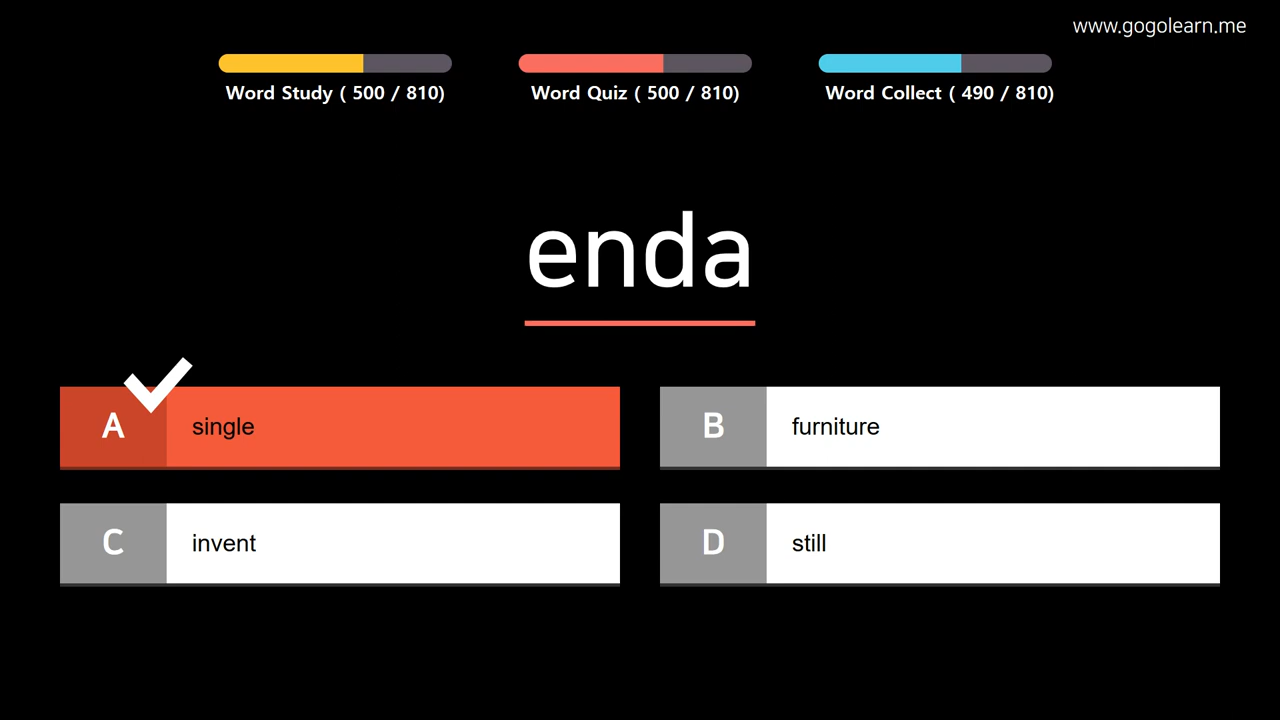 www.gogolearn.me
Word Study ( 500 / 810)
Word Quiz ( 500 / 810)
Word Collect ( 490 / 810)
enda
A single
B furniture
C invent
D still